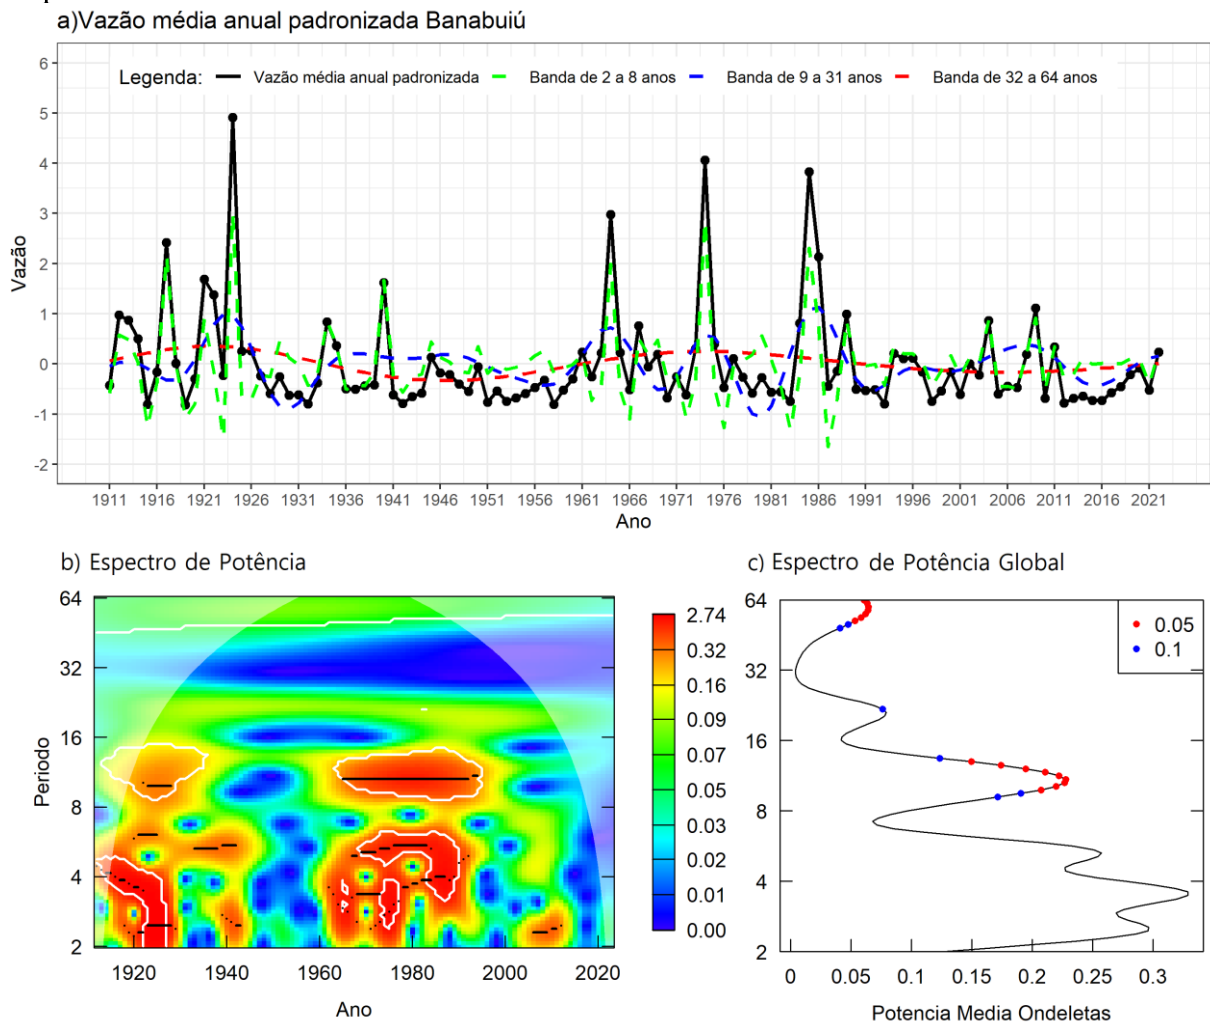 a)Vazão média anual padronizada Banabuiú
6
5
4
3
2
1
0
-1
-2
Vazão
Legenda: Vazão média anual padronizada Banda de 2 a 8 anos Banda de 9 a 31 anos Banda de 32 a 64 anos
1911 1916 1921 1926 1931 1936 1941 1946 1951 1956 1961 1966 1971 1976 1981 1986 1991 1996 2001 2006 2011 2016 2021
Ano
b) Espectro de Potência
64
32
16
8
4
2
Periodo
1920 1940 1960 1980 2000 2020
Ano
2.74
0.32
0.16
0.09
0.07
0.05
0.03
0.02
0.01
0.00
c) Espectro de Potência Global
64
32
16
8
4
2
0.05
0.1
0 0.05 0.1 0.15 0.2 0.25 0.3
Potencia Media Ondeletas